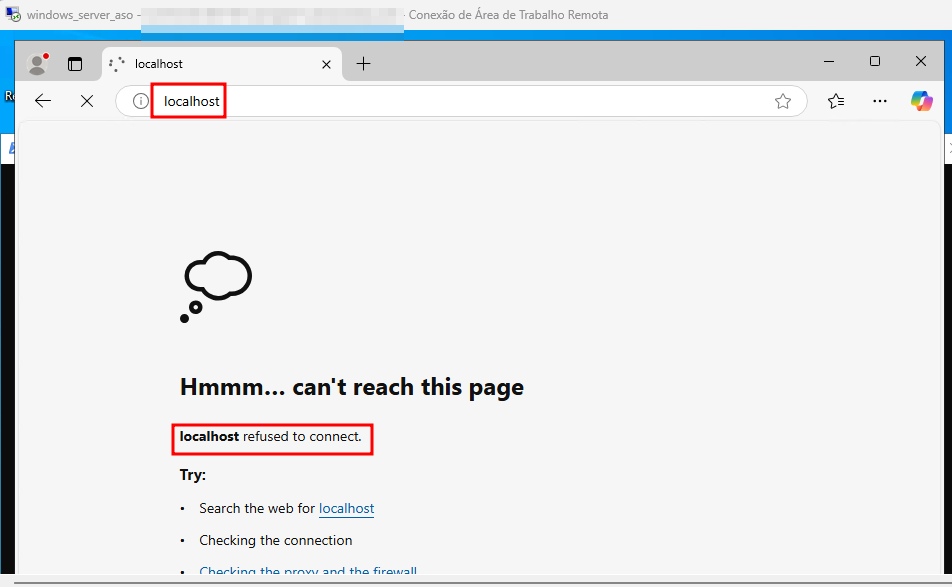 windows_server_aso - - Conexão de Área de Trabalho Remota
localhost
localhost
Hmmm... can't reach this page
localhost refused to connect.
Try:
• Search the web for localhost
• Checking the connection
• Checking the proxy and the firewall